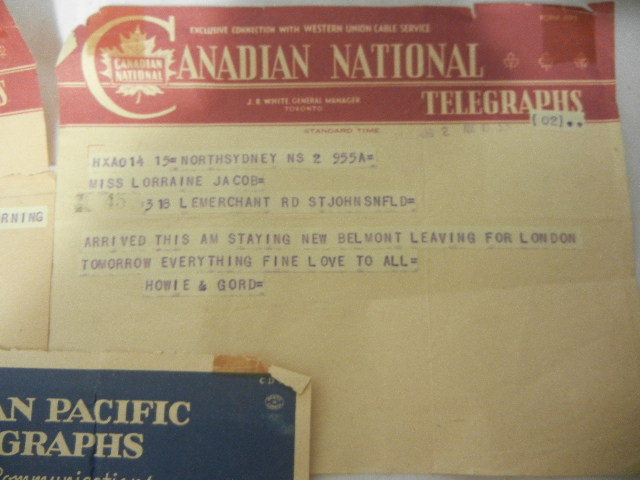 EXCLUSIVE CONNECTION WITH WESTERN UNION CABLE SERVICE
CANADIAN NATIONAL
CANADIAN NATIONAL
J. R. WHITE, GENERAL MANAGER
TORONTO
TELEGRAPHS
STANDARD TIME
HXA014 15= NORTHSYDNEY NS 2 955A=
MISS LORRAINE JACOB=
318 LEMERCHANT RD STJOHNSNFLD=
ARRIVED THIS AM STAYING NEW BELMONT LEAVING FOR LONDON
TOMORROW EVERYTHING FINE LOVE TO ALL=
HOWIE & GORD=
HS
RNING
AN PACIFIC
GRAPHS
Communications